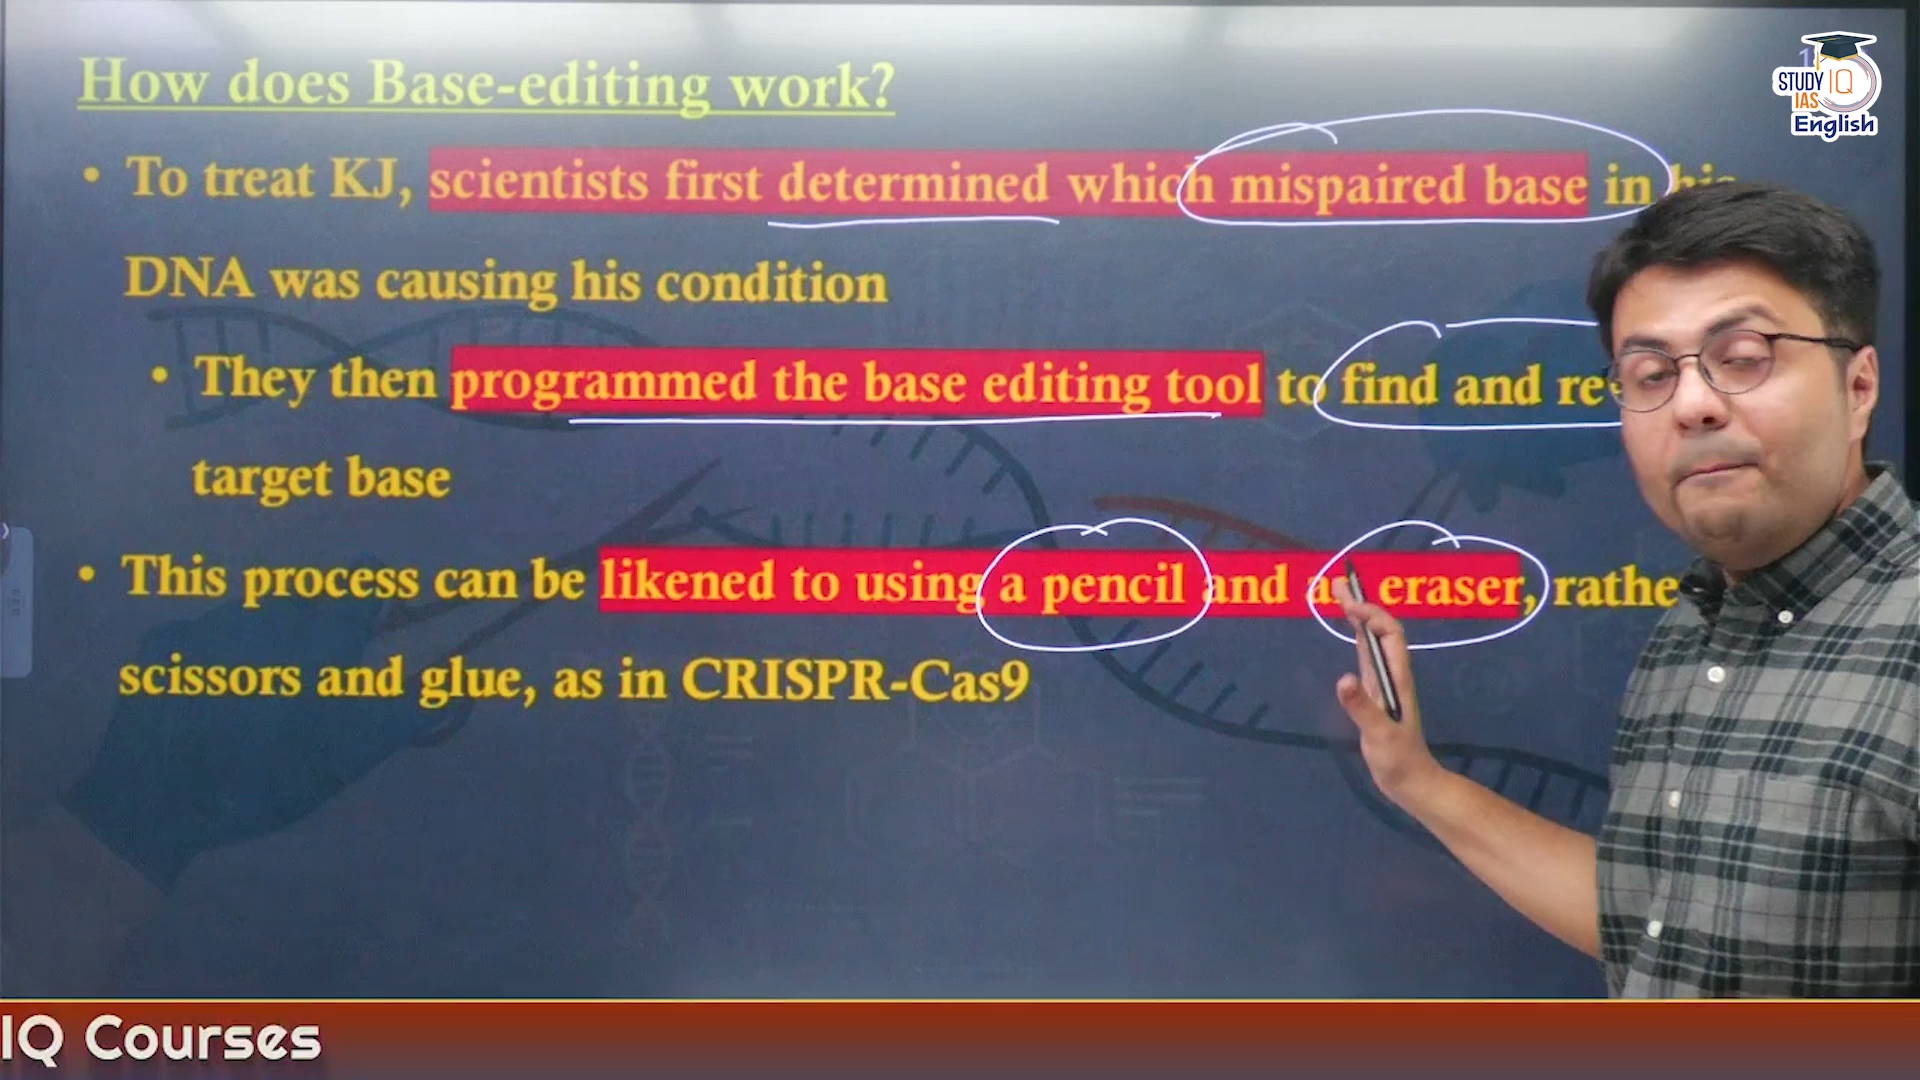 How does Base-editing work?
STUDY IQ
IAS
English
• To treat KJ, scientists first determined which mispaired base in his
DNA was causing his condition
• They then programmed the base editing tool to find and
target base
• This process can be likened to using a pencil and an eraser,
scissors and glue, as in CRISPR-Cas9
IQ Courses